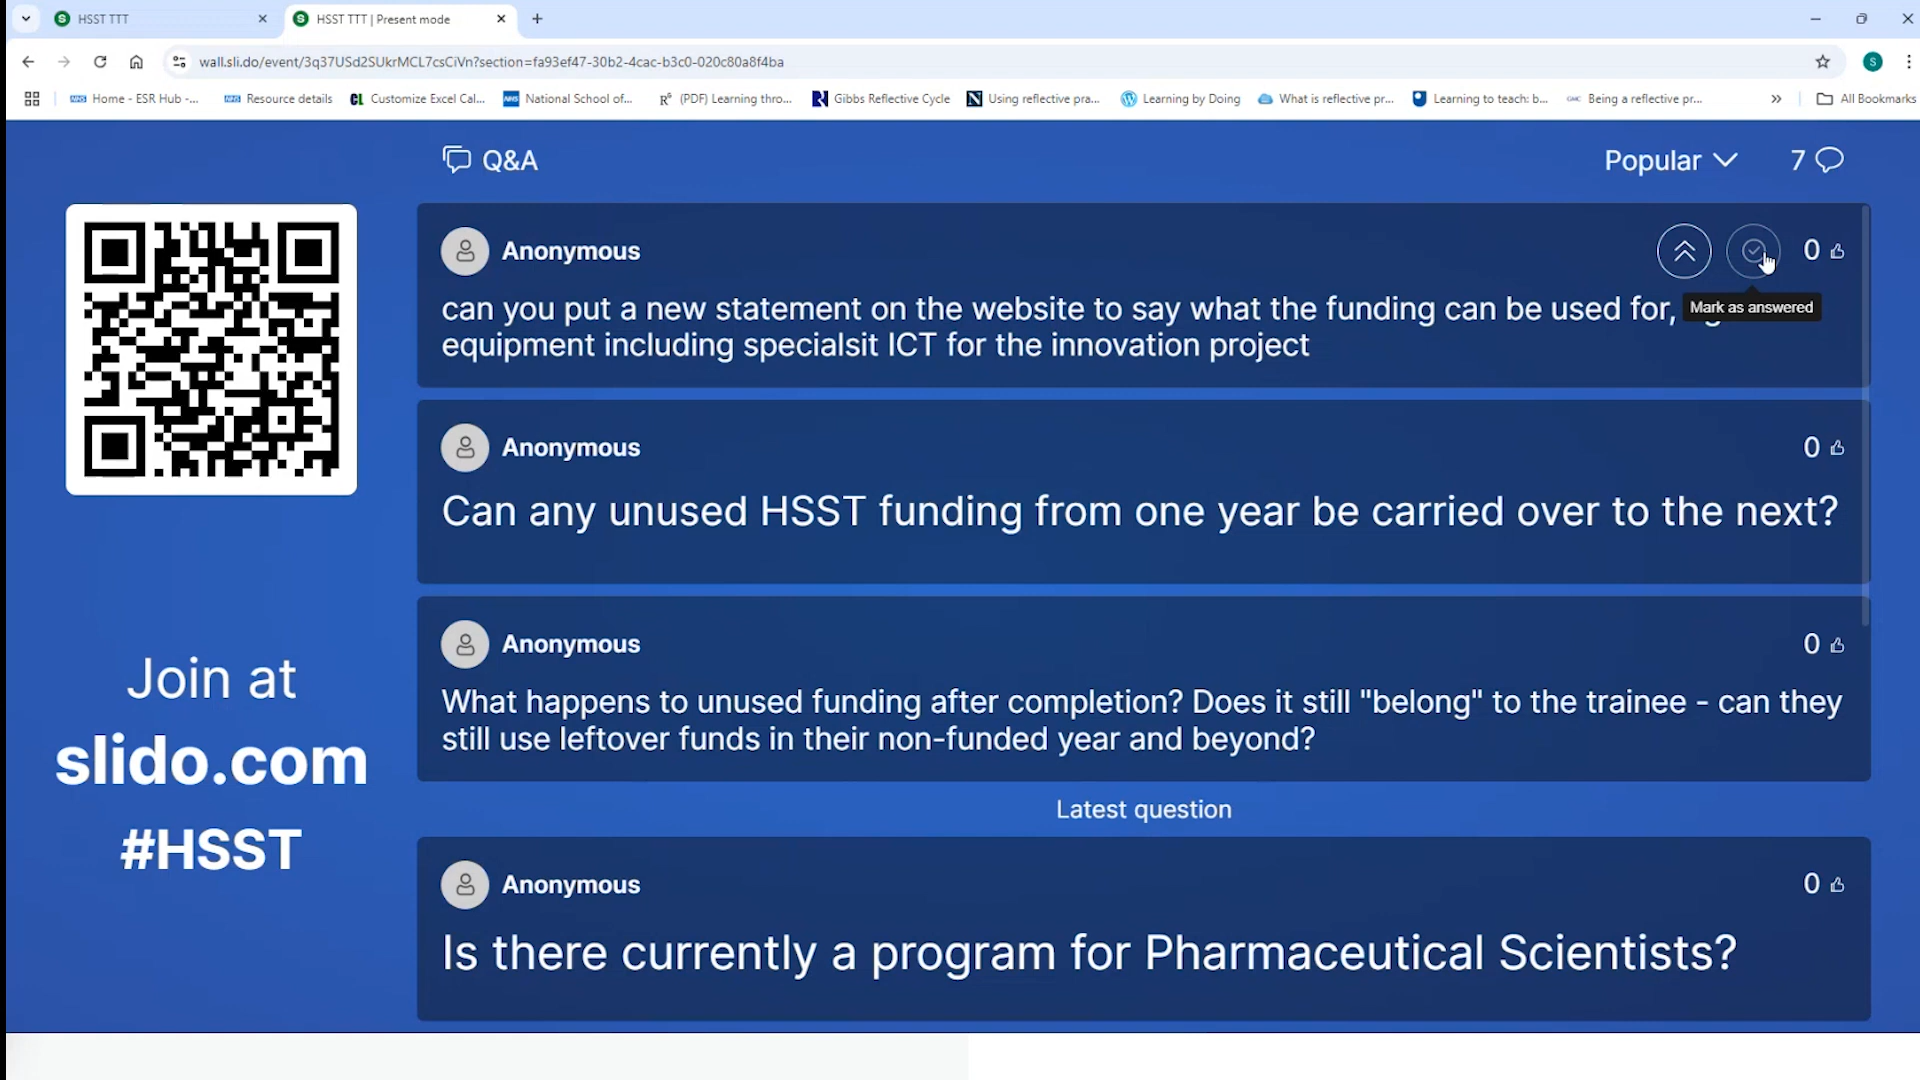 HSST TTT
HSST TTT | Present mode
wall.sli.do/event/3q37USd2SUkrMCL7csCiVn?section=fa93ef47-30b2-4cac-b3c0-020c80a8f4ba
S
Home - ESR Hub -...
Resource details
CL Customize Excel Cal...
National School of...
(PDF) Learning thro...
Gibbs Reflective Cycle
Using reflective pra...
Learning by Doing
What is reflective pr...
Learning to teach: b...
Being a reflective pr...
All Bookmarks
Q&A
Popular
7
Anonymous
0
can you put a new statement on the website to say what the funding can be used for,
Mark as answered
equipment including specialsit ICT for the innovation project
Anonymous
0
Can any unused HSST funding from one year be carried over to the next?
Anonymous
0
What happens to unused funding after completion? Does it still "belong" to the trainee - can they
still use leftover funds in their non-funded year and beyond?
Latest question
Anonymous
0
Is there currently a program for Pharmaceutical Scientists?
Join at
slido.com
#HSST